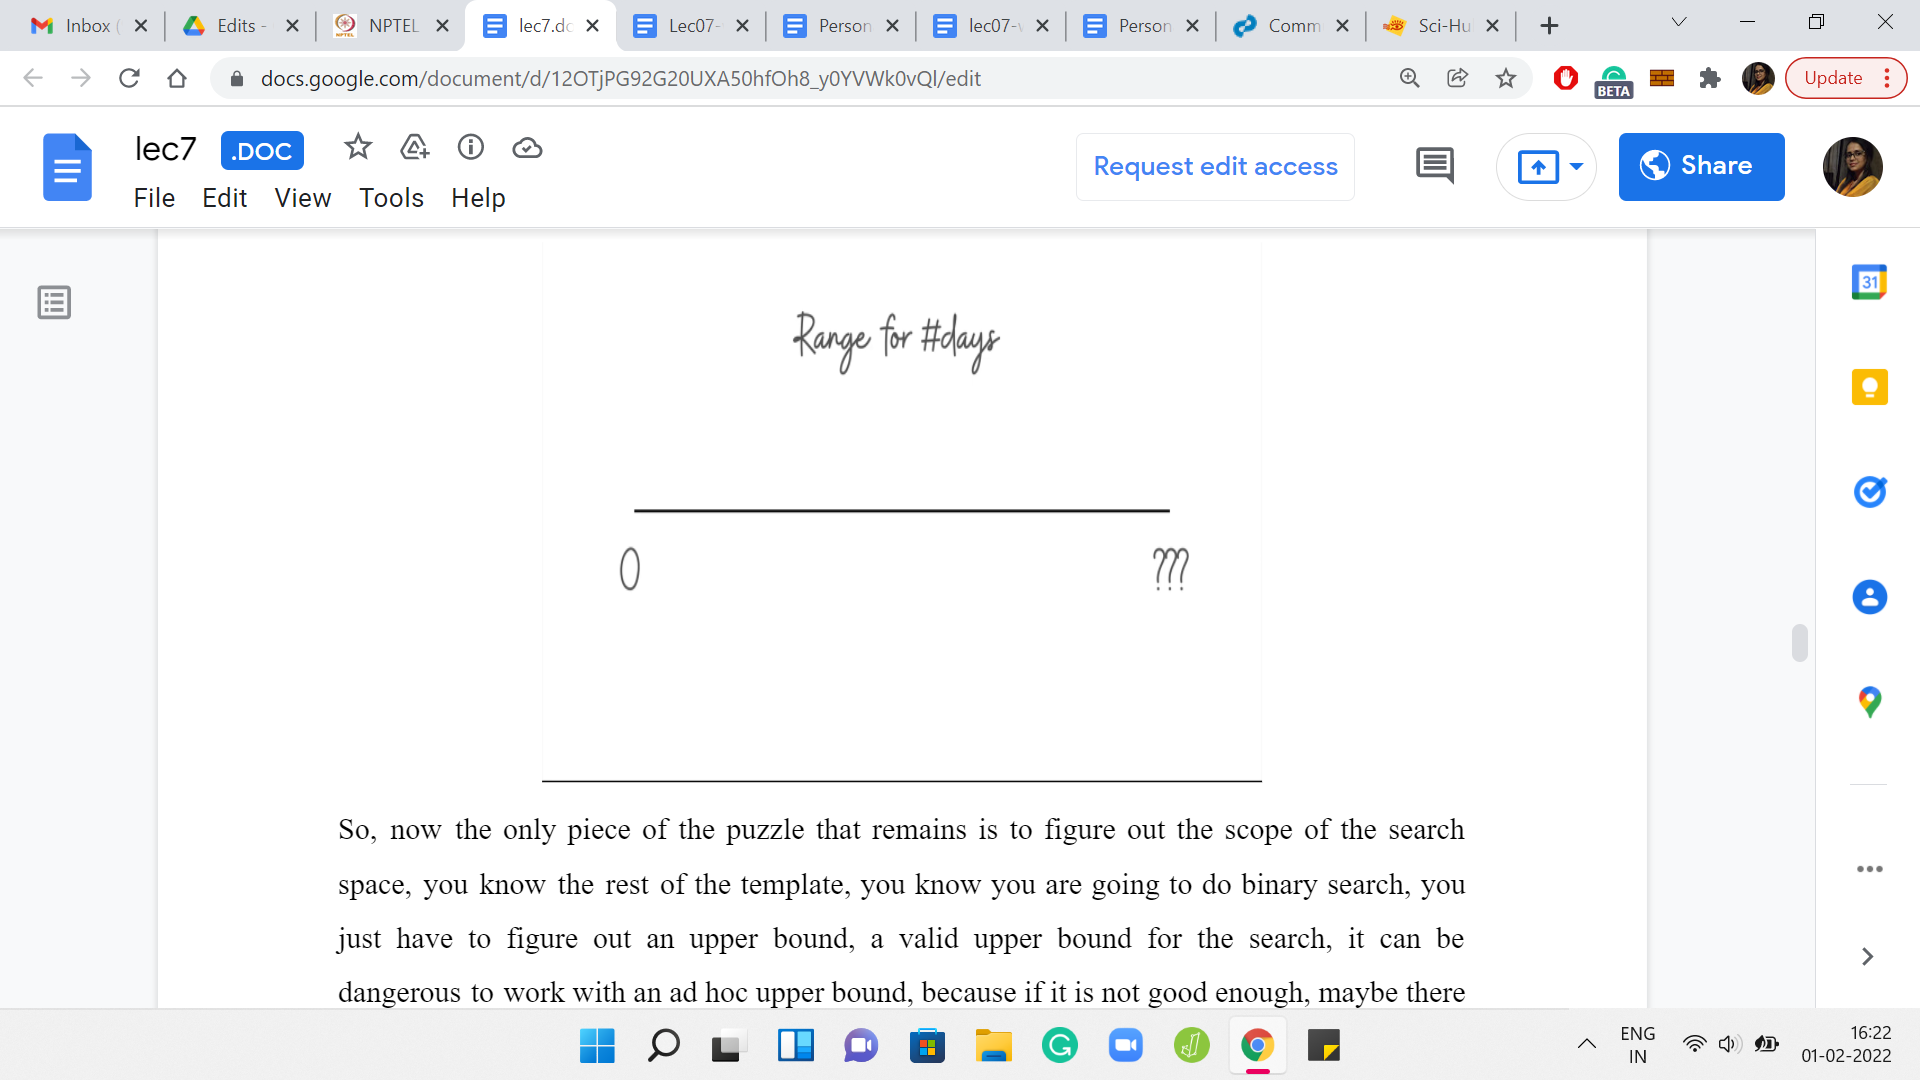 Inbox (
Edits -
NPTEL
lec7.do
Lec07-
Person
lec07-v
Person
Comm
Sci-Hu
docs.google.com/document/d/12OTjPG92G20UXA50hfOh8_y0YVWk0vQl/edit
BETA
Update
lec7 .DOC
Request edit access
Share
File Edit View Tools Help
31
Range for #days
0 ???
So, now the only piece of the puzzle that remains is to figure out the scope of the search
space, you know the rest of the template, you know you are going to do binary search, you
just have to figure out an upper bound, a valid upper bound for the search, it can be
dangerous to work with an ad hoc upper bound, because if it is not good enough, maybe there
ENG
IN
16:22
01-02-2022